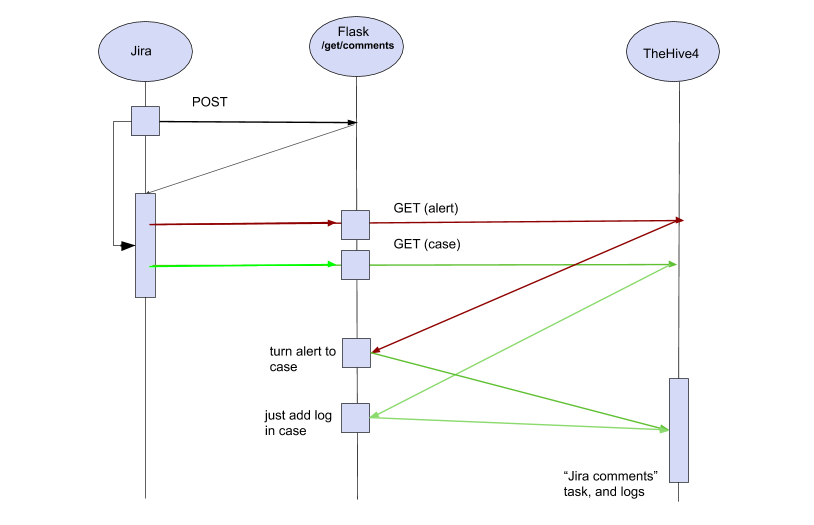 Jira
Flask
/get/comments
TheHive4
POST
GET (alert)
GET (case)
turn alert to
case
just add log
in case
“Jira comments”
task, and logs